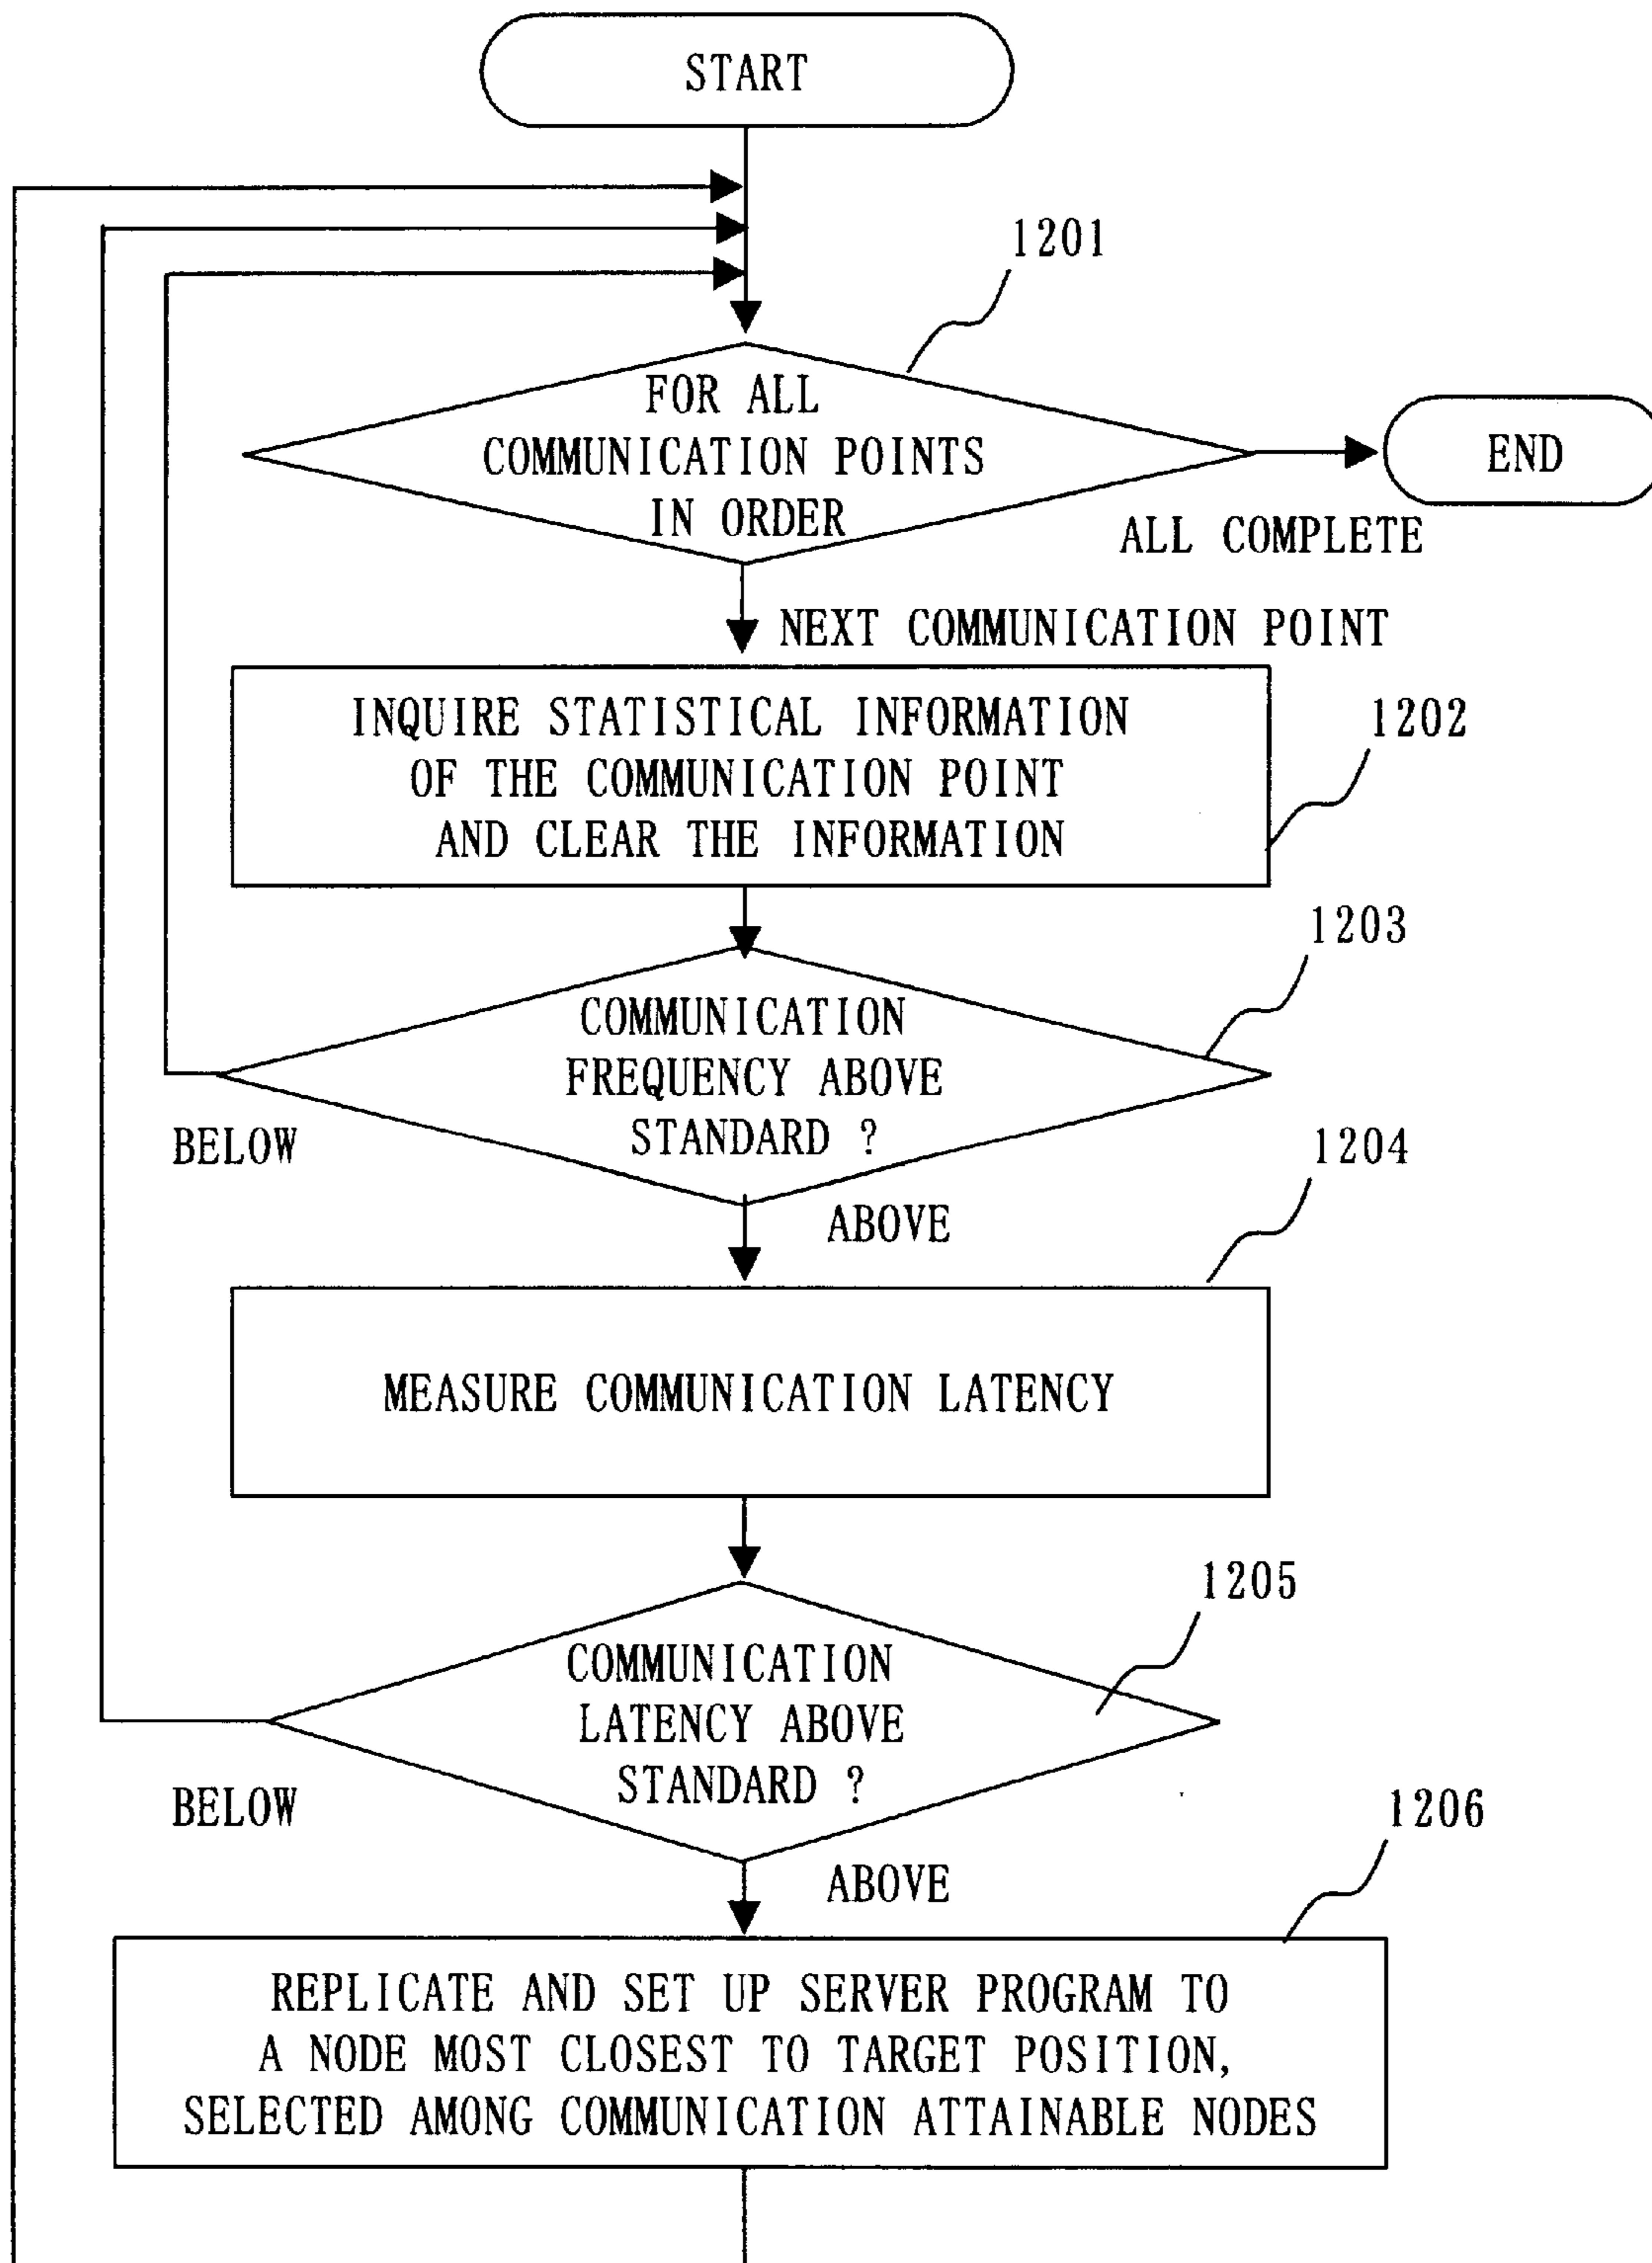 START
1201
FOR ALL
COMMUNICATION POINTS
IN ORDER
END
ALL COMPLETE
NEXT COMMUNICATION POINT
INQUIRE STATISTICAL INFORMATION
OF THE COMMUNICATION POINT
AND CLEAR THE INFORMATION
1202
1203
COMMUNICATION
FREQUENCY ABOVE
STANDARD ?
BELOW
ABOVE
1204
MEASURE COMMUNICATION LATENCY
1205
COMMUNICATION
LATENCY ABOVE
STANDARD ?
BELOW
ABOVE
1206
REPLICATE AND SET UP SERVER PROGRAM TO
A NODE MOST CLOSEST TO TARGET POSITION,
SELECTED AMONG COMMUNICATION ATTAINABLE NODES